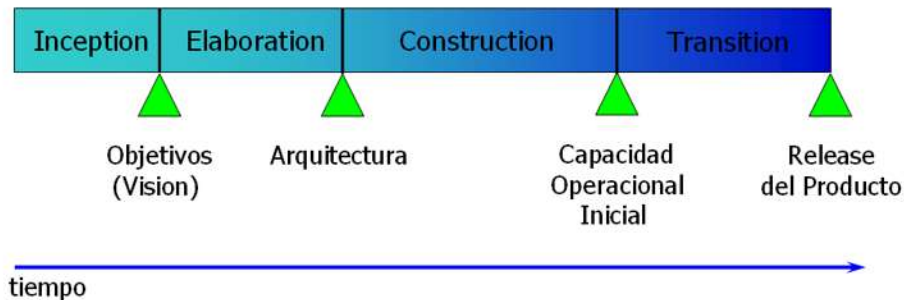 Inception Elaboration Construction Transition
Objetivos
(Vision)
Arquitectura
Capacidad
Operacional
Inicial
Release
del Producto
tiempo